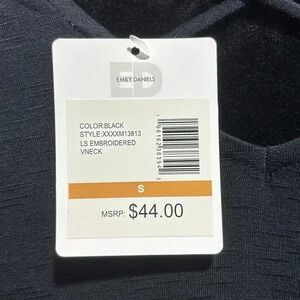 ED
EMILY DANIELS
COLOR:BLACK
STYLE:XXXXM13813
LS EMBROIDERED
VNECK
S
MSRP: $44.00